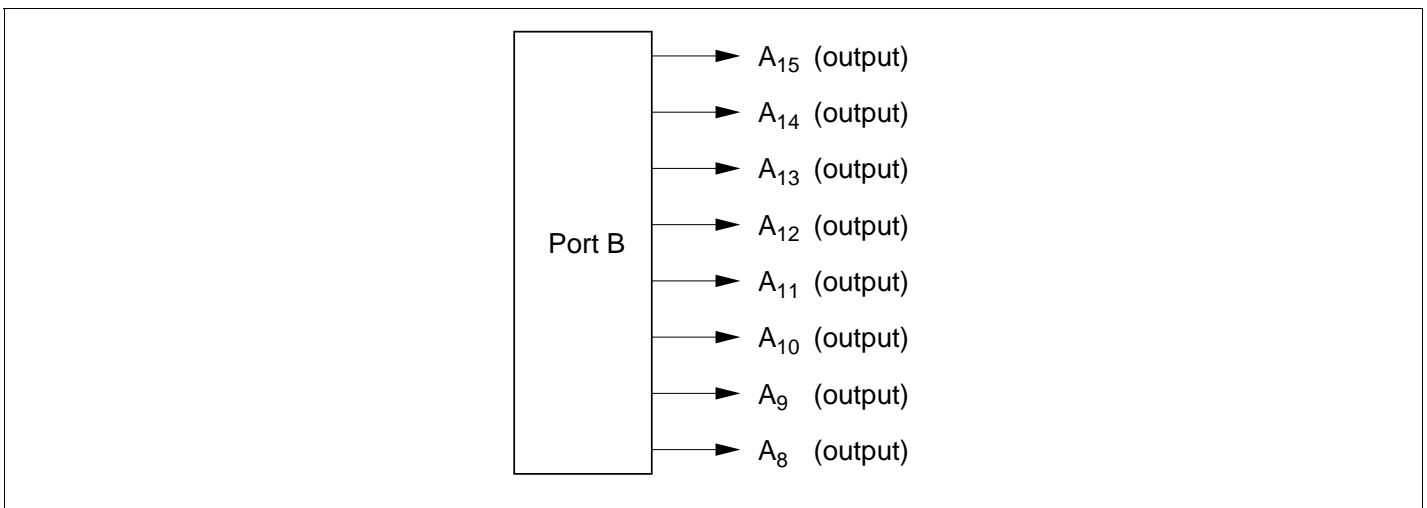 A15 (output)
A14 (output)
A13 (output)
A12 (output)
Port B
A11 (output)
A10 (output)
A9 (output)
A8 (output)